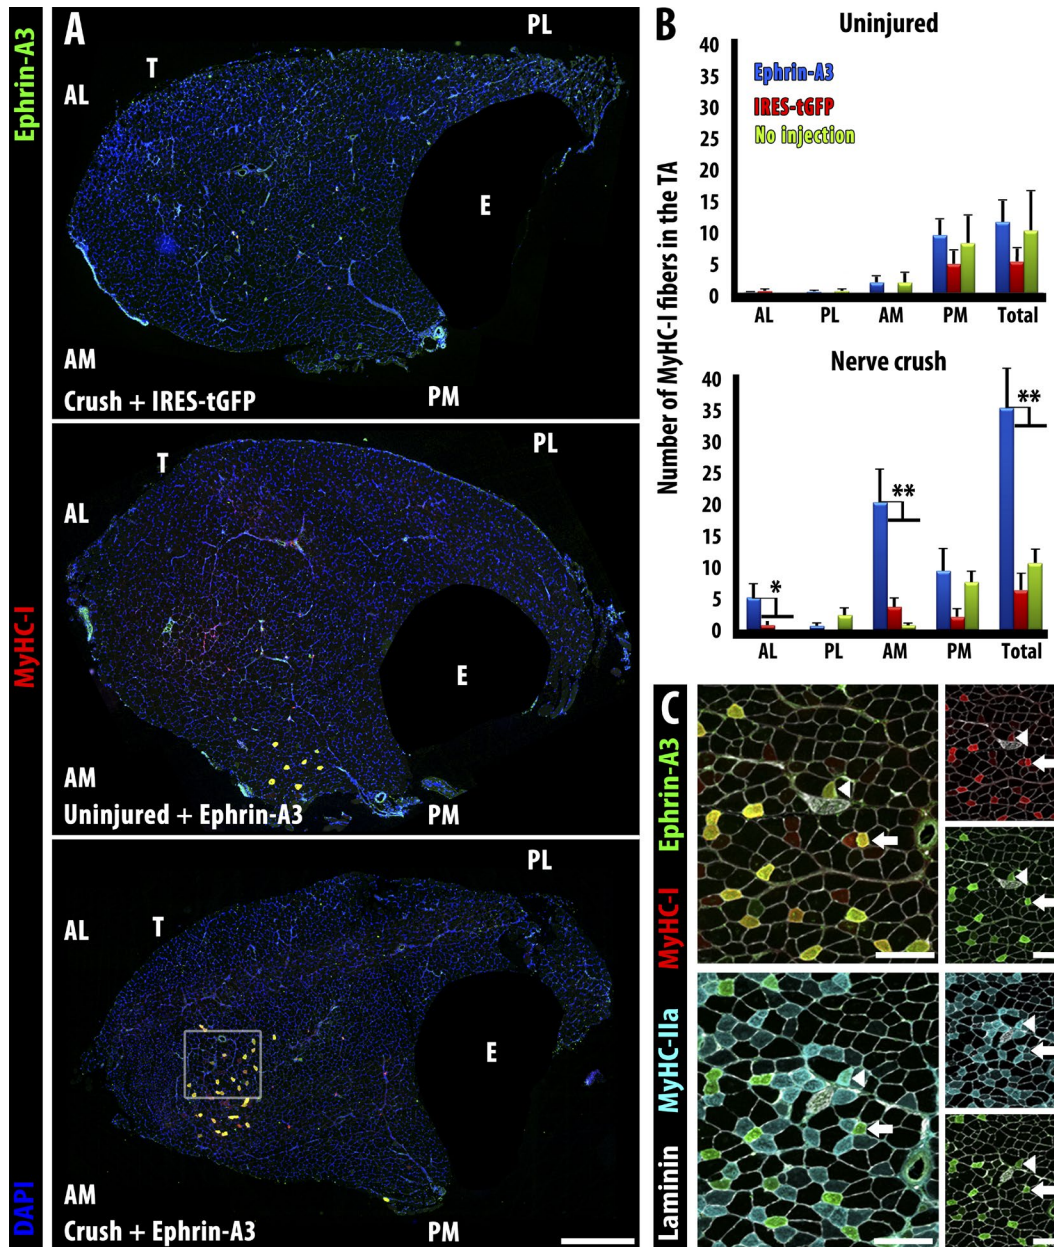 Ephrin-A3
MyHC-I
DAPI
A
PL
T
AL
E
AM
PM
Crush + IRES-tGFP
PL
T
AL
E
AM
PM
Uninjured + Ephrin-A3
PL
T
AL
E
AM
PM
Crush + Ephrin-A3
B
Uninjured
Number of MyHC-I fibers in the TA
40
35
30
25
20
15
10
5
0
Ephrin-A3
IRES-tGFP
No injection
AL PL AM PM Total
Nerve crush
40
35
30
25
20
15
10
5
0
*
**
**
AL PL AM PM Total
C
Ephrin-A3
MyHC-I
MyHC-IIa
Laminin